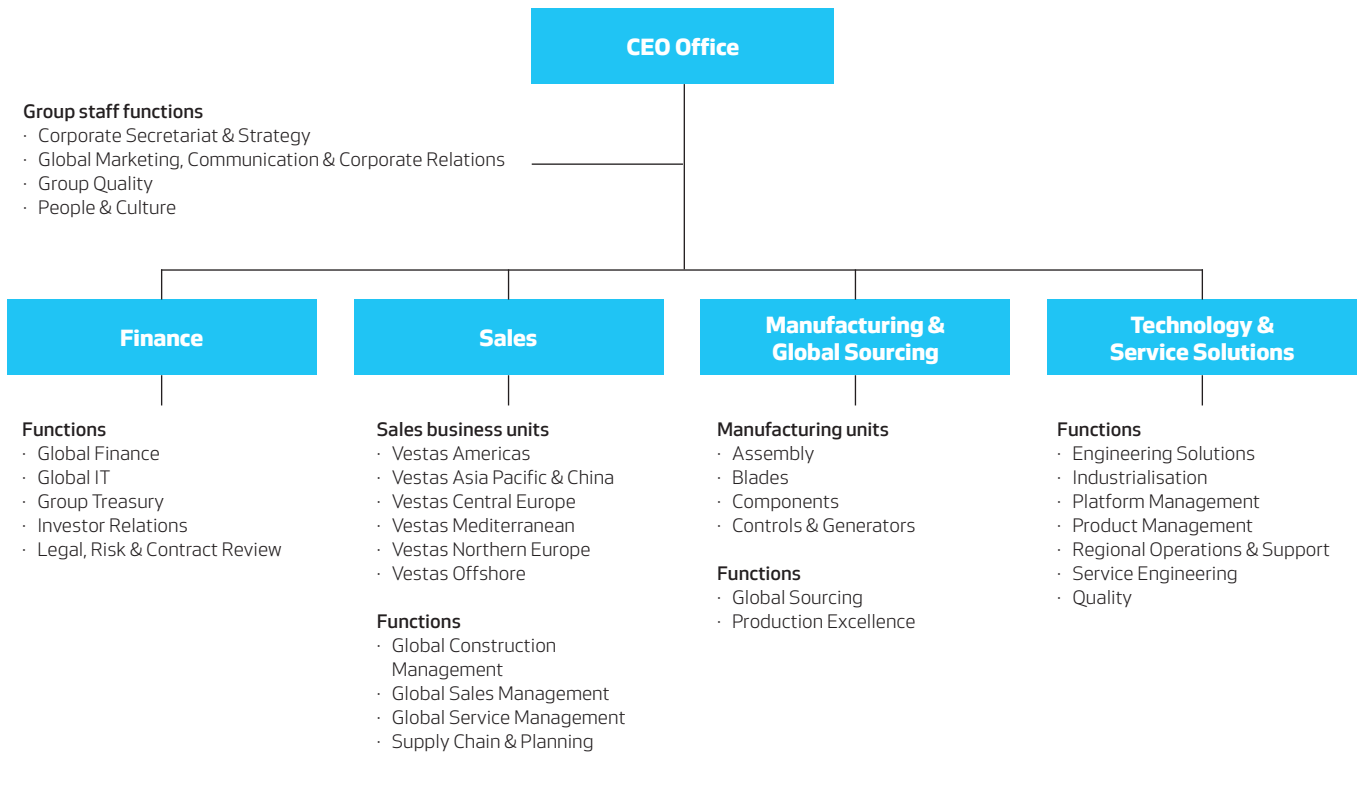 CEO Office
Group staff functions
· Corporate Secretariat & Strategy
· Global Marketing, Communication & Corporate Relations
· Group Quality
· People & Culture
Finance
Functions
· Global Finance
· Global IT
· Group Treasury
· Investor Relations
· Legal, Risk & Contract Review
Sales
Sales business units
· Vestas Americas
· Vestas Asia Pacific & China
· Vestas Central Europe
· Vestas Mediterranean
· Vestas Northern Europe
· Vestas Offshore
Functions
· Global Construction
Management
· Global Sales Management
· Global Service Management
· Supply Chain & Planning
Manufacturing &
Global Sourcing
Manufacturing units
· Assembly
· Blades
· Components
· Controls & Generators
Functions
· Global Sourcing
· Production Excellence
Technology &
Service Solutions
Functions
· Engineering Solutions
· Industrialisation
· Platform Management
· Product Management
· Regional Operations & Support
· Service Engineering
· Quality